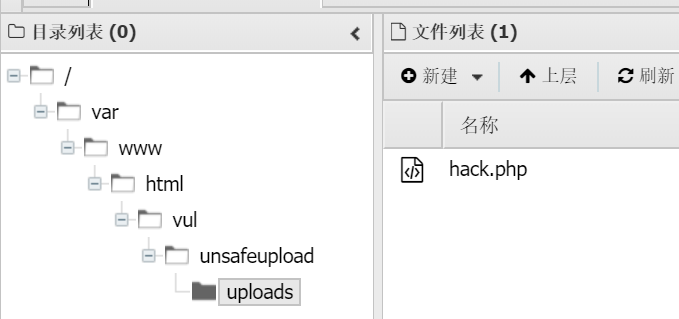 目录列表 (0)
/
var
www
html
vul
unsafeupload
uploads
文件列表 (1)
新建 上层 刷新
名称
hack.php